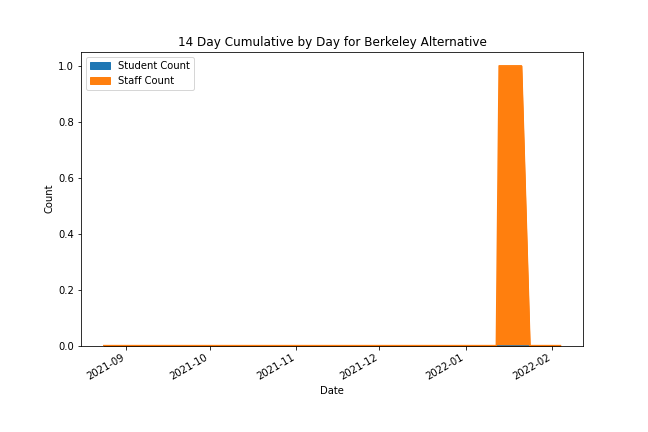 14 Day Cumulative by Day for Berkeley Alternative
Student Count
Staff Count
1.0
0.8
0.6
0.4
0.2
0.0
Count
2021-09
2021-10
2021-11
2021-12
2022-01
2022-02
Date